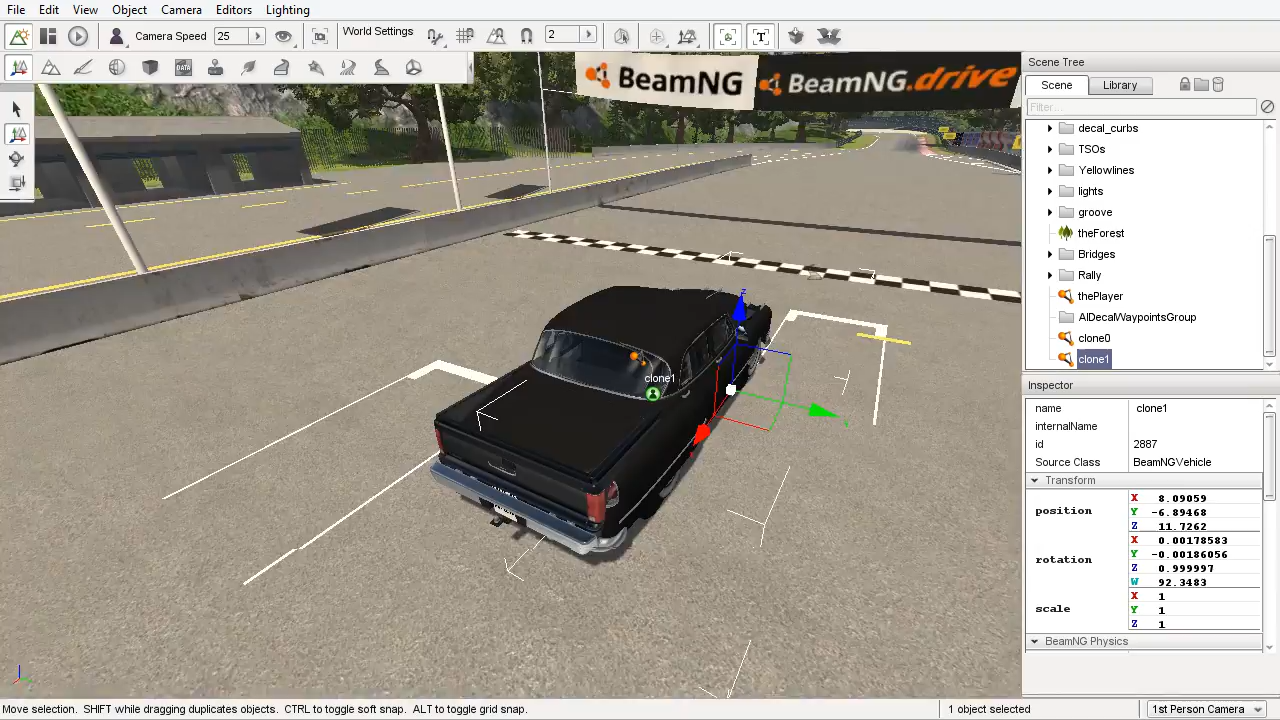 File Edit View Object Camera Editors Lighting
Camera Speed 25 World Settings 2
BeamNG BeamNG.drive
DATA
clone1
z
Scene Tree
Scene Library
Filter...
decal_curbs
TSOs
Yellowlines
lights
groove
theForest
Bridges
Rally
thePlayer
AIDecalWaypointsGroup
clone0
clone1
Inspector
name clone1
internalName
id 2887
Source Class BeamNGVehicle
Transform
position X 8.09059
Y -6.89468
Z 11.7262
rotation X 0.00178583
Y -0.00186056
Z 0.999997
W 92.3483
scale X 1
Y 1
Z 1
BeamNG Physics
Move selection. SHIFT while dragging duplicates objects. CTRL to toggle soft snap. ALT to toggle grid snap.
1 object selected
1st Person Camera